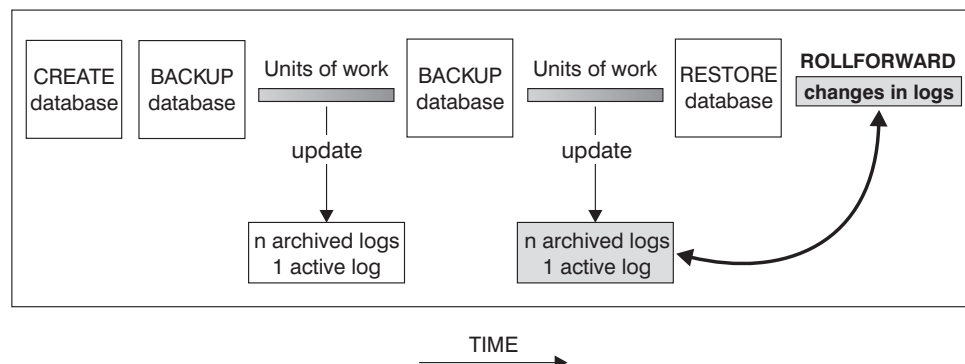 CREATE
database
BACKUP
database
Units of work
update
n archived logs
1 active log
BACKUP
database
Units of work
update
n archived logs
1 active log
RESTORE
database
ROLLFORWARD
changes in logs
TIME